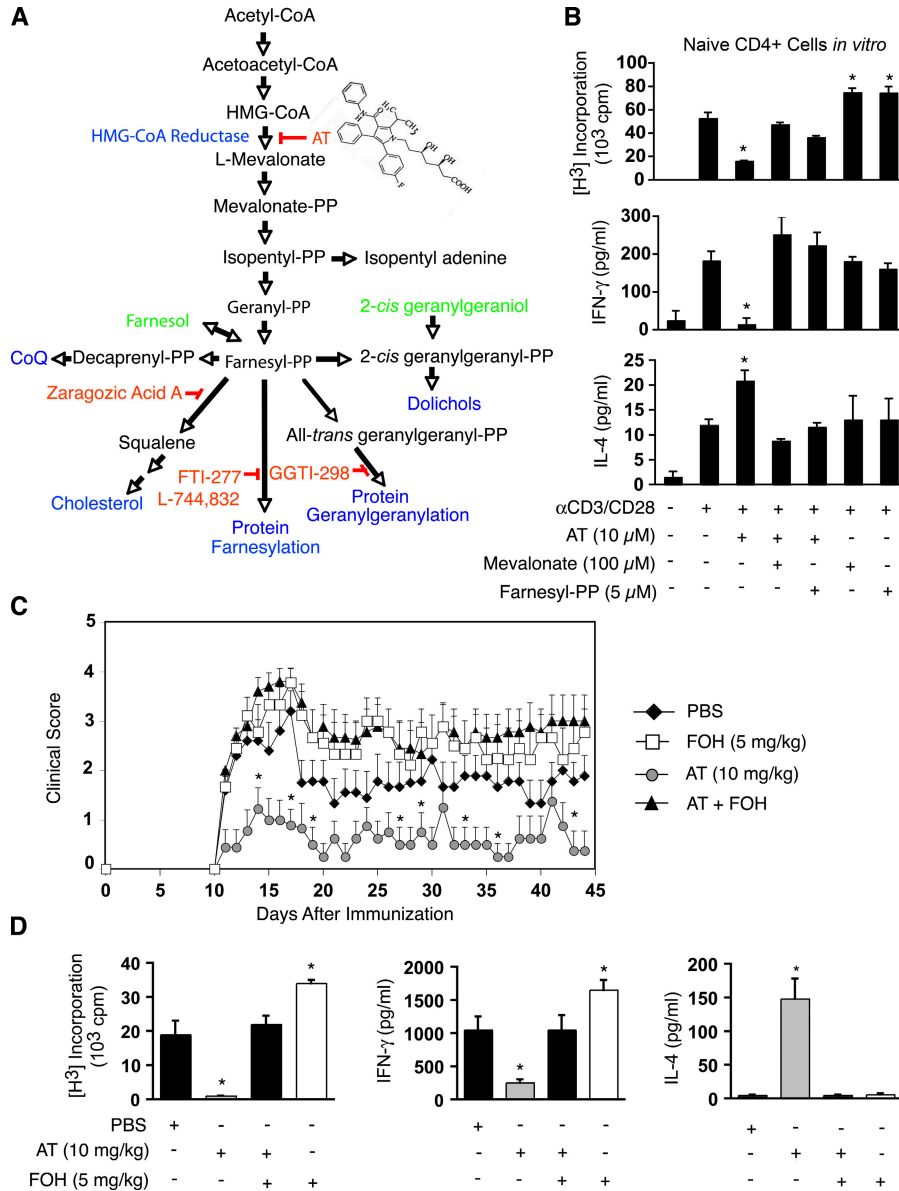 A
Acetyl-CoA
Acetoacetyl-CoA
HMG-CoA
HMG-CoA Reductase
AT
L-Mevalonate
Mevalonate-PP
Isopentyl-PP
Isopentyl adenine
Geranyl-PP
Farnesol
2-cis geranylgeraniol
CoQ
Decaprenyl-PP
Farnesyl-PP
2-cis geranylgeranyl-PP
Zaragozic Acid A
Dolichols
Squalene
All-trans geranylgeranyl-PP
FTI-277
GGTI-298
L-744,832
Cholesterol
Protein
Geranylgeranylation
Protein
Farnesylation
N
H
O
H3C
CH3
N
OH
OH
COOH
F
B
Naive CD4+ Cells in vitro
[H3] Incorporation
(103 cpm)
100
80
60
40
20
0
* * *
IFN-γ (pg/ml)
300
200
100
0
*
IL-4 (pg/ml)
25
20
15
10
5
0
*
αCD3/CD28 - + + + + + +
AT (10 µM) - - + + + - -
Mevalonate (100 µM) - - - + - + -
Farnesyl-PP (5 µM) - - - - + - +
C
Clinical Score
5
4
3
2
1
0
* * * * * * * *
0 5 10 15 20 25 30 35 40 45
Days After Immunization
PBS
FOH (5 mg/kg)
AT (10 mg/kg)
AT + FOH
D
[H3] Incorporation
(103 cpm)
40
30
20
10
0
* *
IFN-γ (pg/ml)
2000
1500
1000
500
0
* *
IL-4 (pg/ml)
200
150
100
50
0
*
PBS + - - - + - - - + - - -
AT (10 mg/kg) - + + - - + + - - + + -
FOH (5 mg/kg) - - + + - - + + - - + +